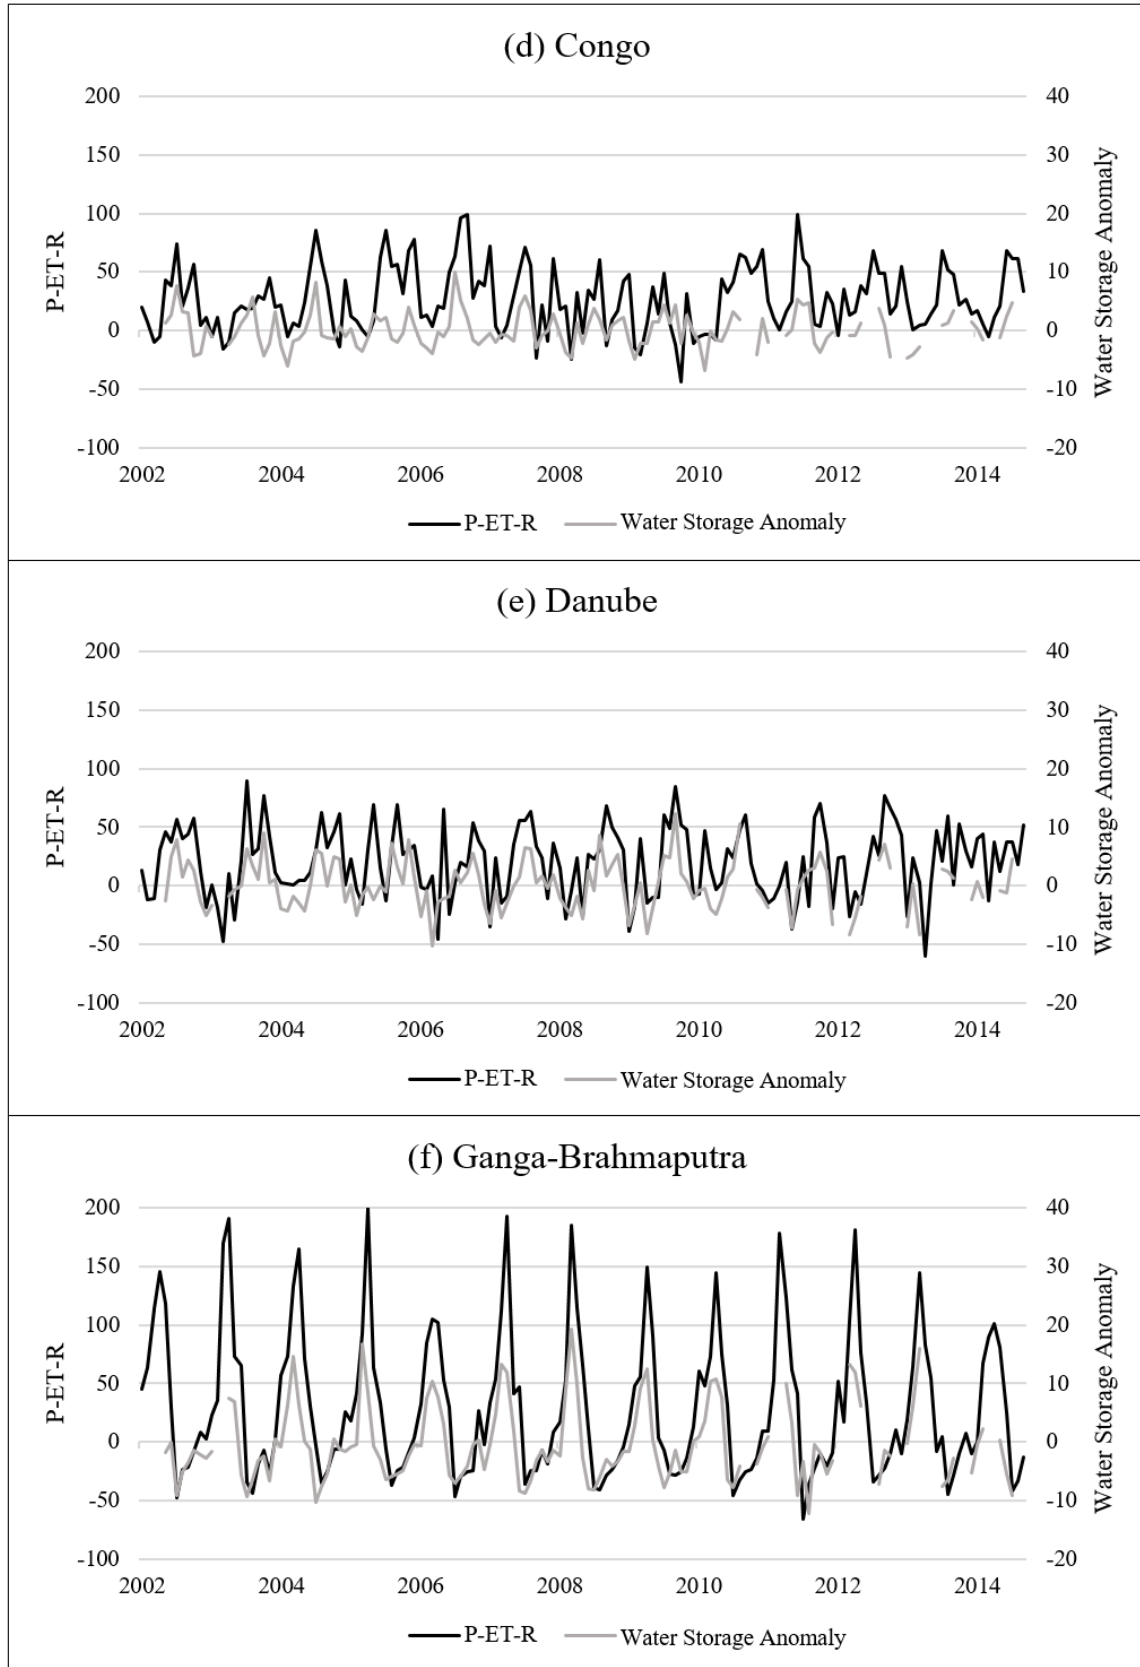 (d) Congo
200
150
100
50
0
-50
-100
P-ET-R
40
30
20
10
0
-10
-20
Water Storage Anomaly
2002 2004 2006 2008 2010 2012 2014
P-ET-R Water Storage Anomaly
(e) Danube
200
150
100
50
0
-50
-100
P-ET-R
40
30
20
10
0
-10
-20
Water Storage Anomaly
2002 2004 2006 2008 2010 2012 2014
P-ET-R Water Storage Anomaly
(f) Ganga-Brahmaputra
200
150
100
50
0
-50
-100
P-ET-R
40
30
20
10
0
-10
-20
Water Storage Anomaly
2002 2004 2006 2008 2010 2012 2014
P-ET-R Water Storage Anomaly